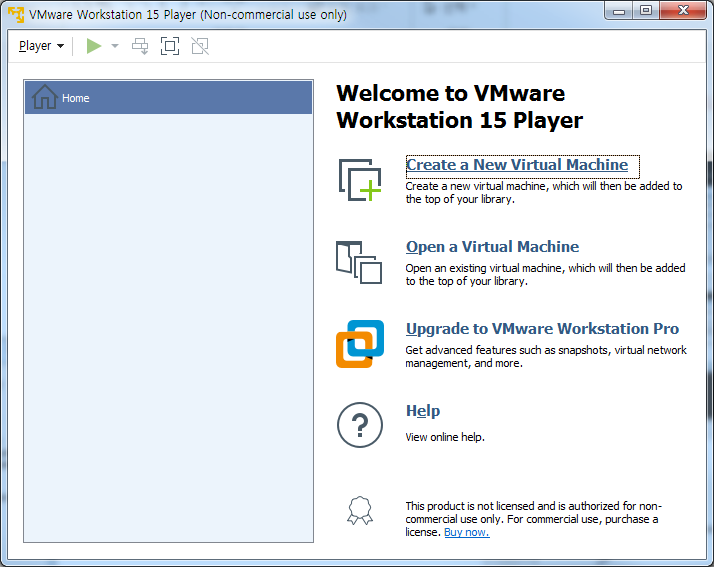 VMware Workstation 15 Player (Non-commercial use only)
Player
Home
Welcome to VMware
Workstation 15 Player
Create a New Virtual Machine
Create a new virtual machine, which will then be added to
the top of your library.
Open a Virtual Machine
Open an existing virtual machine, which will then be added
to the top of your library.
Upgrade to VMware Workstation Pro
Get advanced features such as snapshots, virtual network
management, and more.
Help
View online help.
This product is not licensed and is authorized for non-
commercial use only. For commercial use, purchase a
license. Buy now.